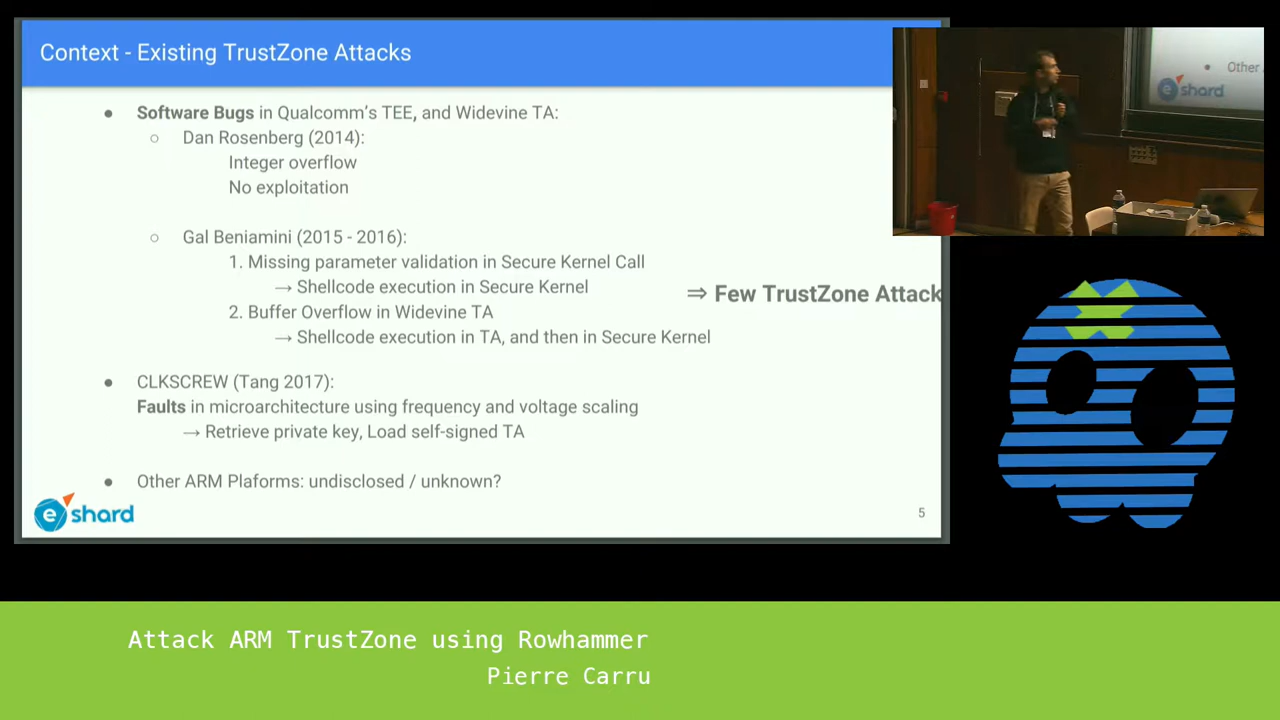 Context - Existing TrustZone Attacks
● Software Bugs in Qualcomm's TEE, and Widevine TA:
○ Dan Rosenberg (2014):
Integer overflow
No exploitation
○ Gal Beniamini (2015 - 2016):
1. Missing parameter validation in Secure Kernel Call
→ Shellcode execution in Secure Kernel
2. Buffer Overflow in Widevine TA
→ Shellcode execution in TA, and then in Secure Kernel
⇒ Few TrustZone Attack
● CLKSCREW (Tang 2017):
Faults in microarchitecture using frequency and voltage scaling
→ Retrieve private key, Load self-signed TA
● Other ARM Plaforms: undisclosed / unknown?
eshard
5
● Other
eshard
Attack ARM TrustZone using Rowhammer
Pierre Carru